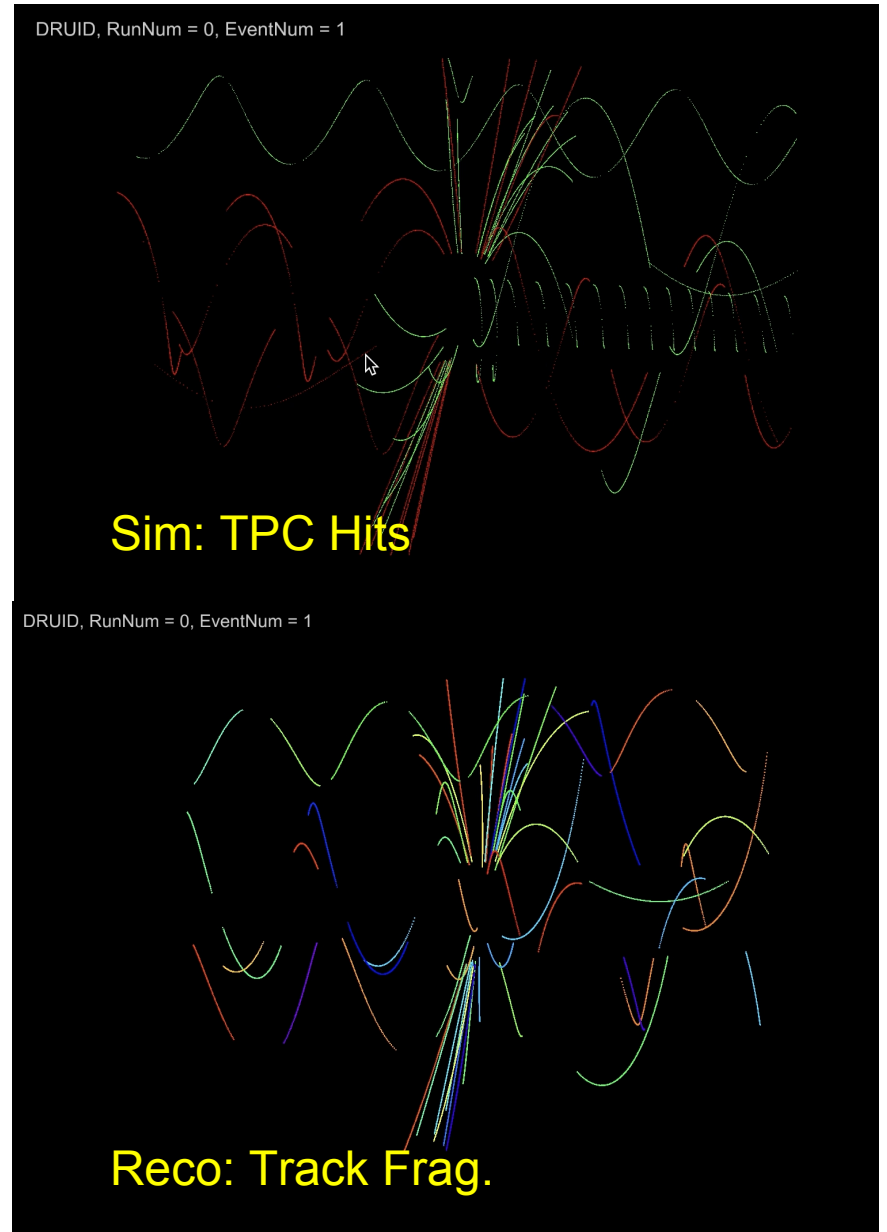 DRUID, RunNum = 0, EventNum = 1
Sim: TPC Hits
DRUID, RunNum = 0, EventNum = 1
Reco: Track Frag.